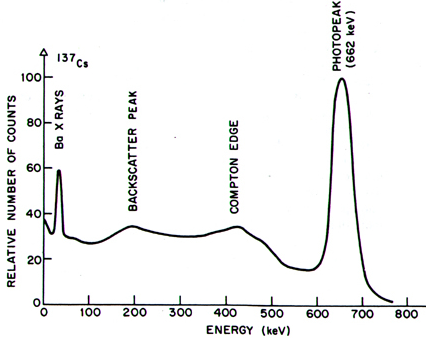 137Cs
PHOTOPEAK
(662 keV)
Ba X RAYS
BACKSCATTER PEAK
COMPTON EDGE
RELATIVE NUMBER OF COUNTS
100
80
60
40
20
0
0 100 200 300 400 500 600 700 800
ENERGY (keV)